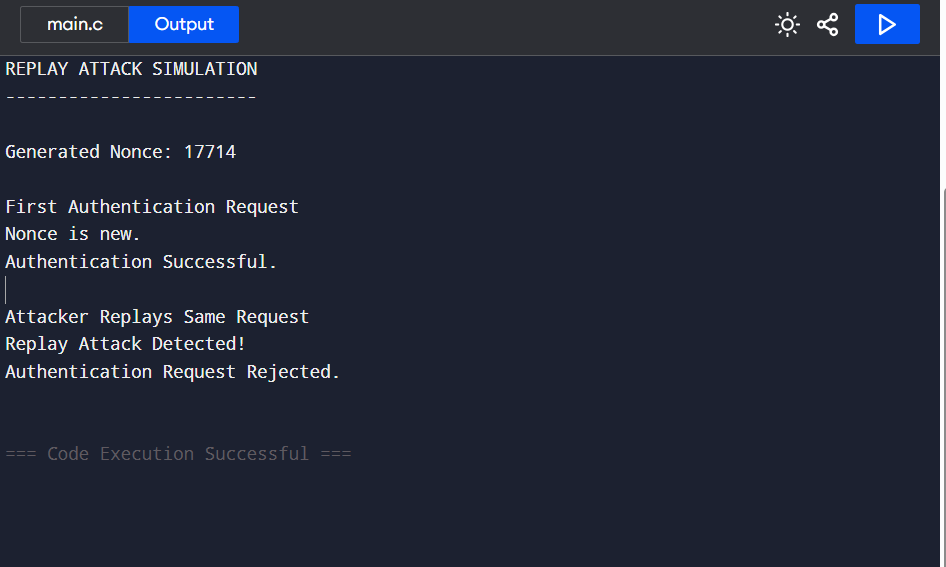 main.c Output
REPLAY ATTACK SIMULATION
------------------------
Generated Nonce: 17714
First Authentication Request
Nonce is new.
Authentication Successful.
Attacker Replays Same Request
Replay Attack Detected!
Authentication Request Rejected.
=== Code Execution Successful ===